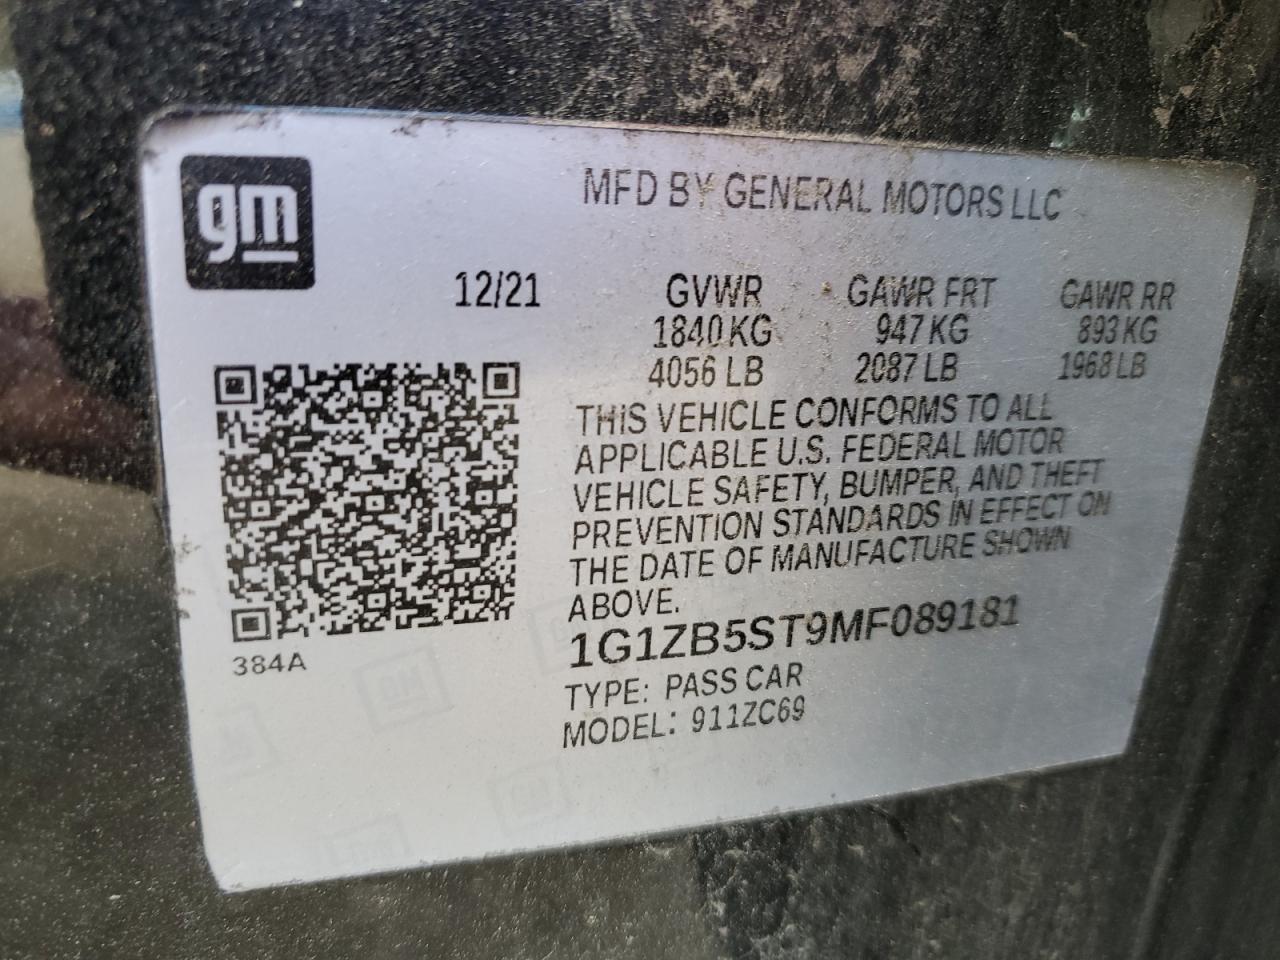 gm
MFD BY GENERAL MOTORS LLC
12/21 GVWR GAWR FRT GAWR RR
1840 KG 947 KG 893 KG
4056 LB 2087 LB 1968 LB
THIS VEHICLE CONFORMS TO ALL
APPLICABLE U.S. FEDERAL MOTOR
VEHICLE SAFETY, BUMPER, AND THEFT
PREVENTION STANDARDS IN EFFECT ON
THE DATE OF MANUFACTURE SHOWN
ABOVE.
1G1ZB5ST9MF089181
384A
TYPE: PASS CAR
MODEL: 911ZC69